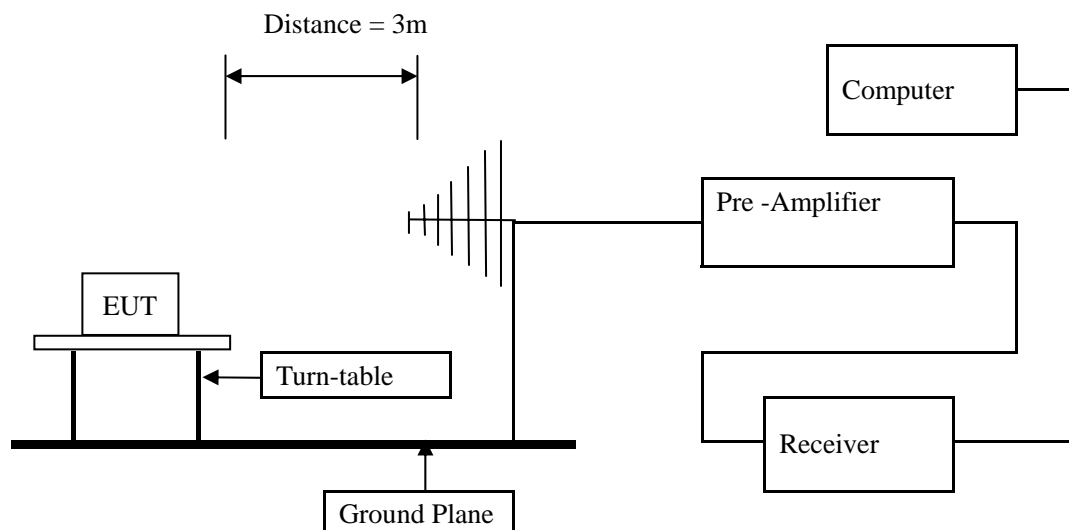 Distance = 3m
Computer
Pre -Amplifier
EUT
Turn-table
Receiver
Ground Plane